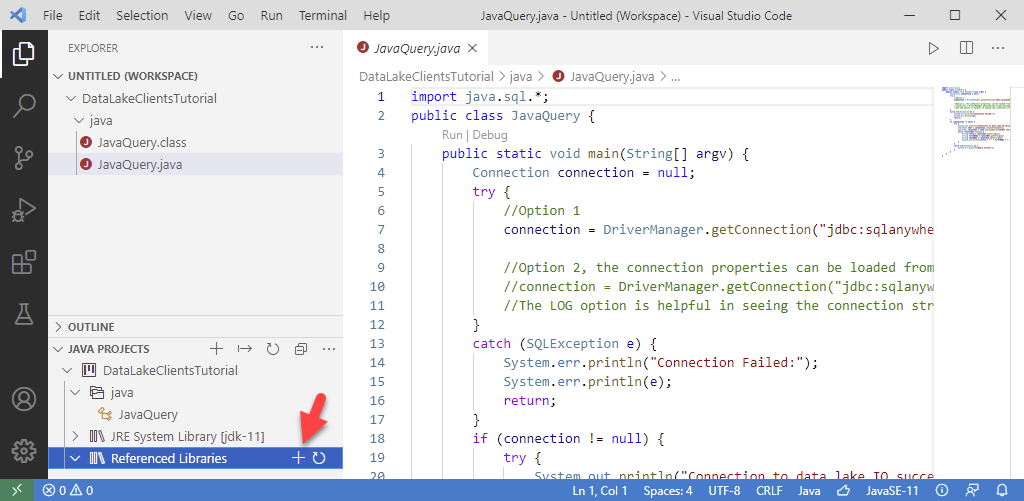 File Edit Selection View Go Run Terminal Help JavaQuery.java - Untitled (Workspace) - Visual Studio Code
EXPLORER
UNTITLED (WORKSPACE)
DataLakeClientsTutorial
java
JavaQuery.class
JavaQuery.java
OUTLINE
JAVA PROJECTS
DataLakeClientsTutorial
java
JavaQuery
JRE System Library [jdk-11]
Referenced Libraries
JavaQuery.java
DataLakeClientsTutorial > java > JavaQuery.java > ...
1 import java.sql.*;
2 public class JavaQuery {
Run | Debug
3 public static void main(String[] argv) {
4 Connection connection = null;
5 try {
6 //Option 1
7 connection = DriverManager.getConnection("jdbc:sqlanywhe
8
9 //Option 2, the connection properties can be loaded from
10 //connection = DriverManager.getConnection("jdbc:sqlanyw
11 //The LOG option is helpful in seeing the connection str
12 }
13 catch (SQLException e) {
14 System.err.println("Connection Failed:");
15 System.err.println(e);
16 return;
17 }
18 if (connection != null) {
19 try {
20 System.out.println("Connection to data lake IQ succe
0 0 Ln 1, Col 1 Spaces: 4 UTF-8 CRLF Java JavaSE-11